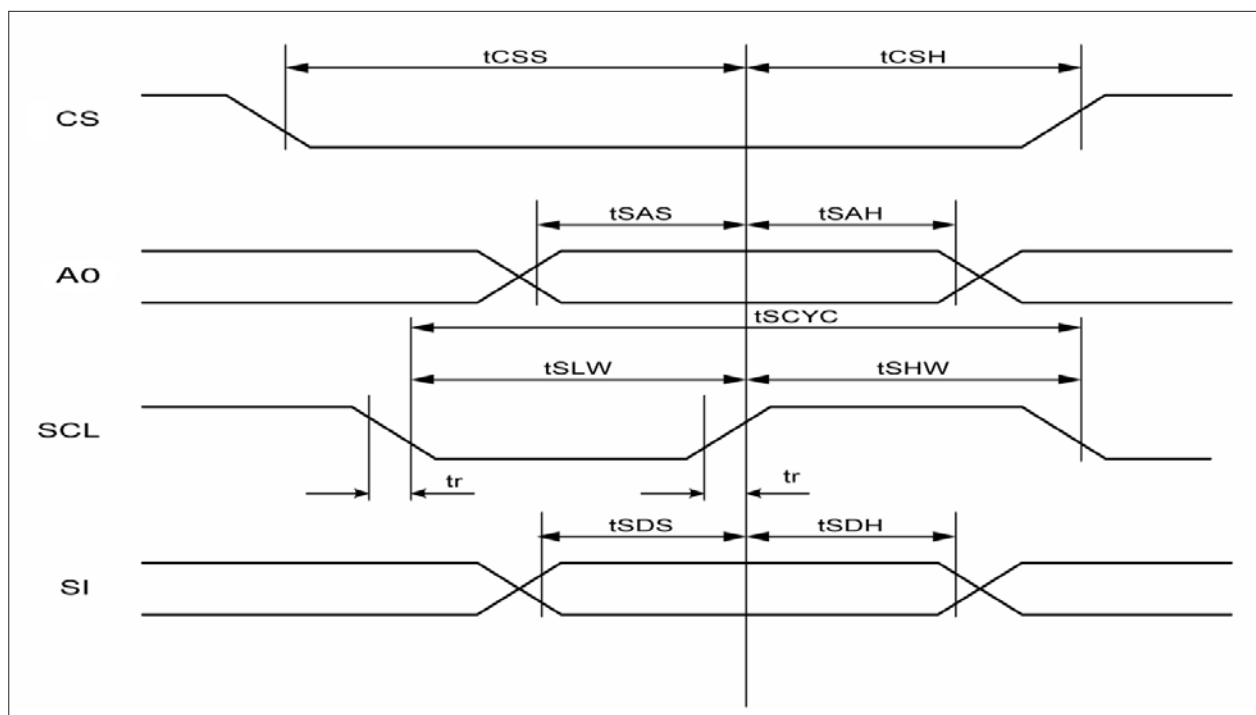 tCSS tCSH
CS
tSAS tSAH
A0
tSCYC
tSLW tSHW
SCL
tr tr
tSDS tSDH
SI